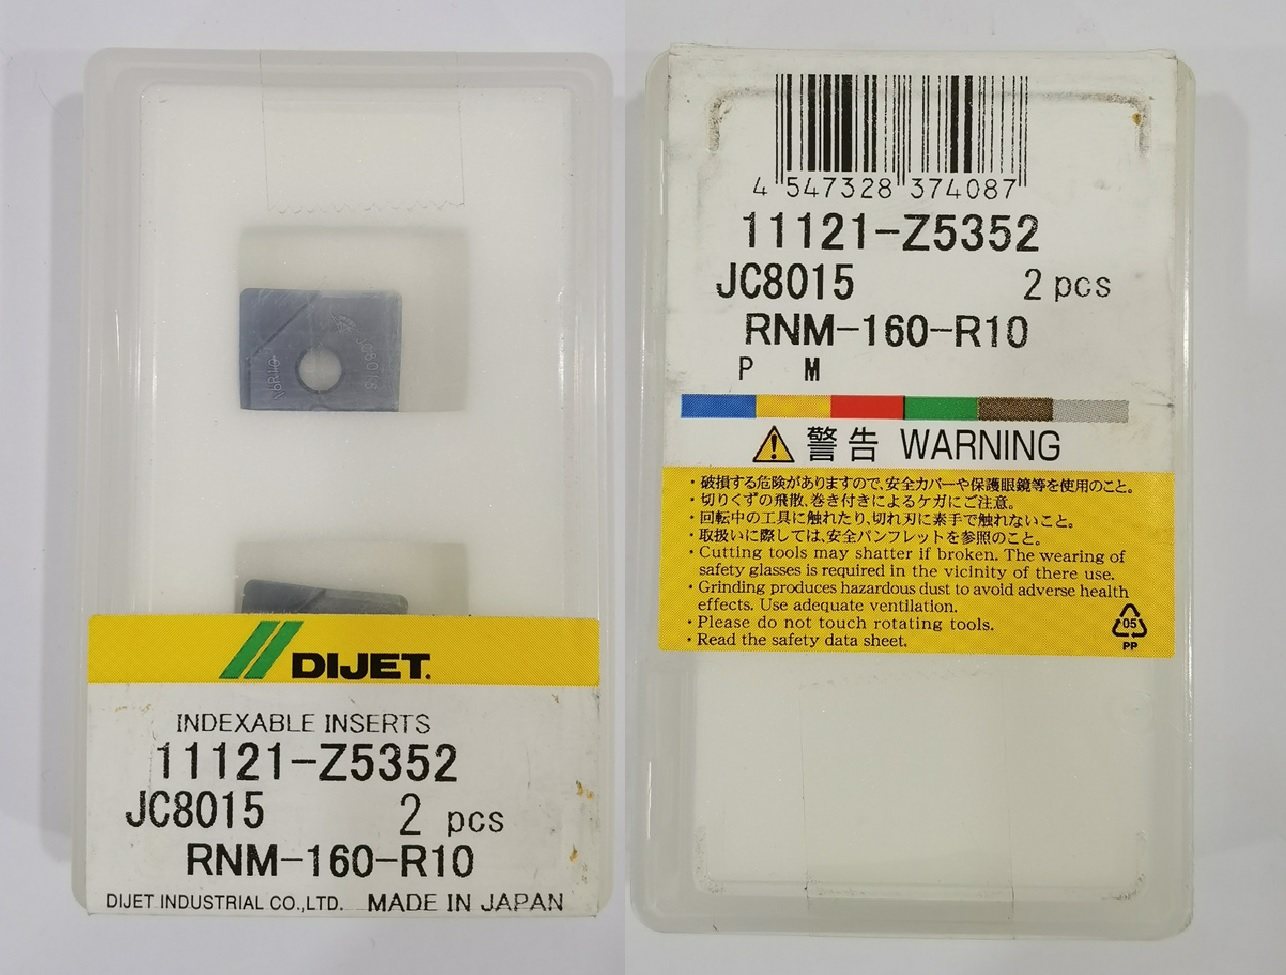 JC8015
DIJET.
INDEXABLE INSERTS
11121-Z5352
JC8015 2 pcs
RNM-160-R10
DIJET INDUSTRIAL CO.,LTD. MADE IN JAPAN
4 547328 374087
11121-Z5352
JC8015 2 pcs
RNM-160-R10
P M
警告 WARNING
・破損する危険がありますので、安全カバーや保護眼鏡等を使用のこと。
・切りくずの飛散、巻き付きによるケガにご注意。
・回転中の工具に触れたり、切れ刃に素手で触れないこと。
・取扱いに際しては、安全パンフレットを参照のこと。
・Cutting tools may shatter if broken. The wearing of
safety glasses is required in the vicinity of there use.
・Grinding produces hazardous dust to avoid adverse health
effects. Use adequate ventilation.
・Please do not touch rotating tools.
・Read the safety data sheet.
05
PP